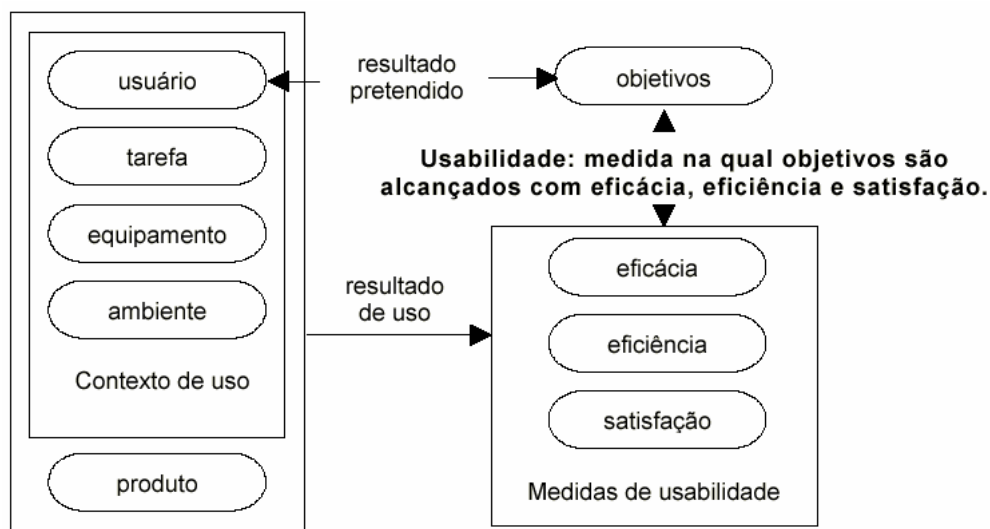 usuário
tarefa
equipamento
ambiente
Contexto de uso
produto
resultado
pretendido
objetivos
Usabilidade: medida na qual objetivos são
alcançados com eficácia, eficiência e satisfação.
resultado
de uso
eficácia
eficiência
satisfação
Medidas de usabilidade